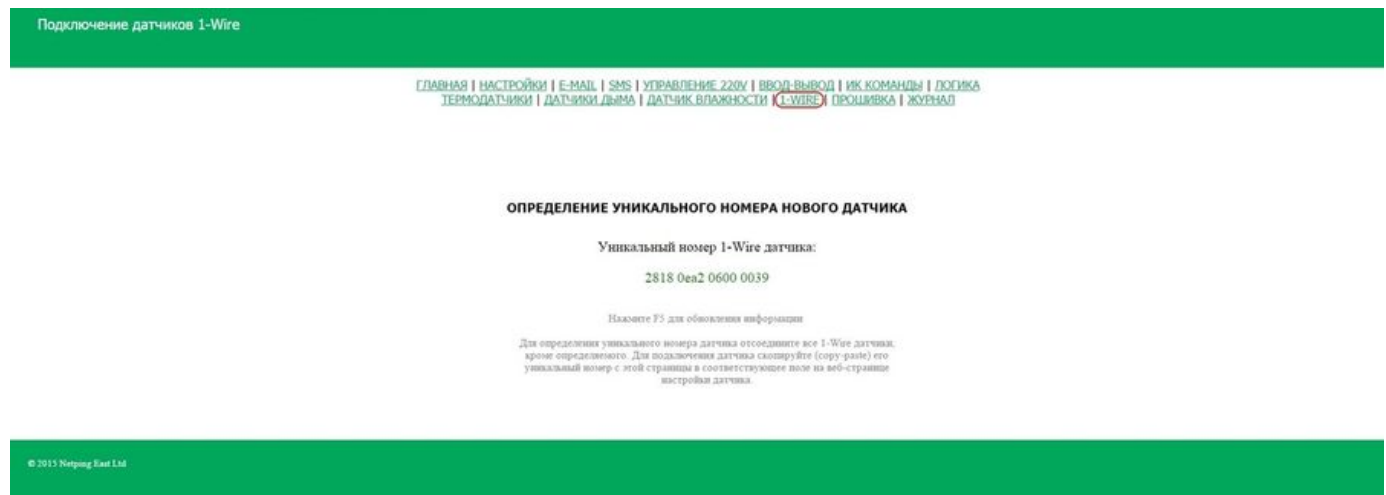 Подключение датчиков 1-Wire
ГЛАВНАЯ | НАСТРОЙКИ | E-MAIL | SMS | УПРАВЛЕНИЕ 220V | ВВОД-ВЫВОД | ИК КОМАНДЫ | ЛОГИКА
ТЕРМОДАТЧИКИ | ДАТЧИКИ ДЫМА | ДАТЧИК ВЛАЖНОСТИ | 1-WIRE | ПРОШИВКА | ЖУРНАЛ
ОПРЕДЕЛЕНИЕ УНИКАЛЬНОГО НОМЕРА НОВОГО ДАТЧИКА
Уникальный номер 1-Wire датчика:
2818 0ea2 0600 0039
Нажмите F5 для обновления информации
Для определения уникального номера датчика отсоедините все 1-Wire датчики,
кроме определяемого. Для подключения датчика скопируйте (copy-paste) его
уникальный номер с этой страницы в соответствующее поле на веб-странице
настройки датчика.
© 2015 Netping East Ltd